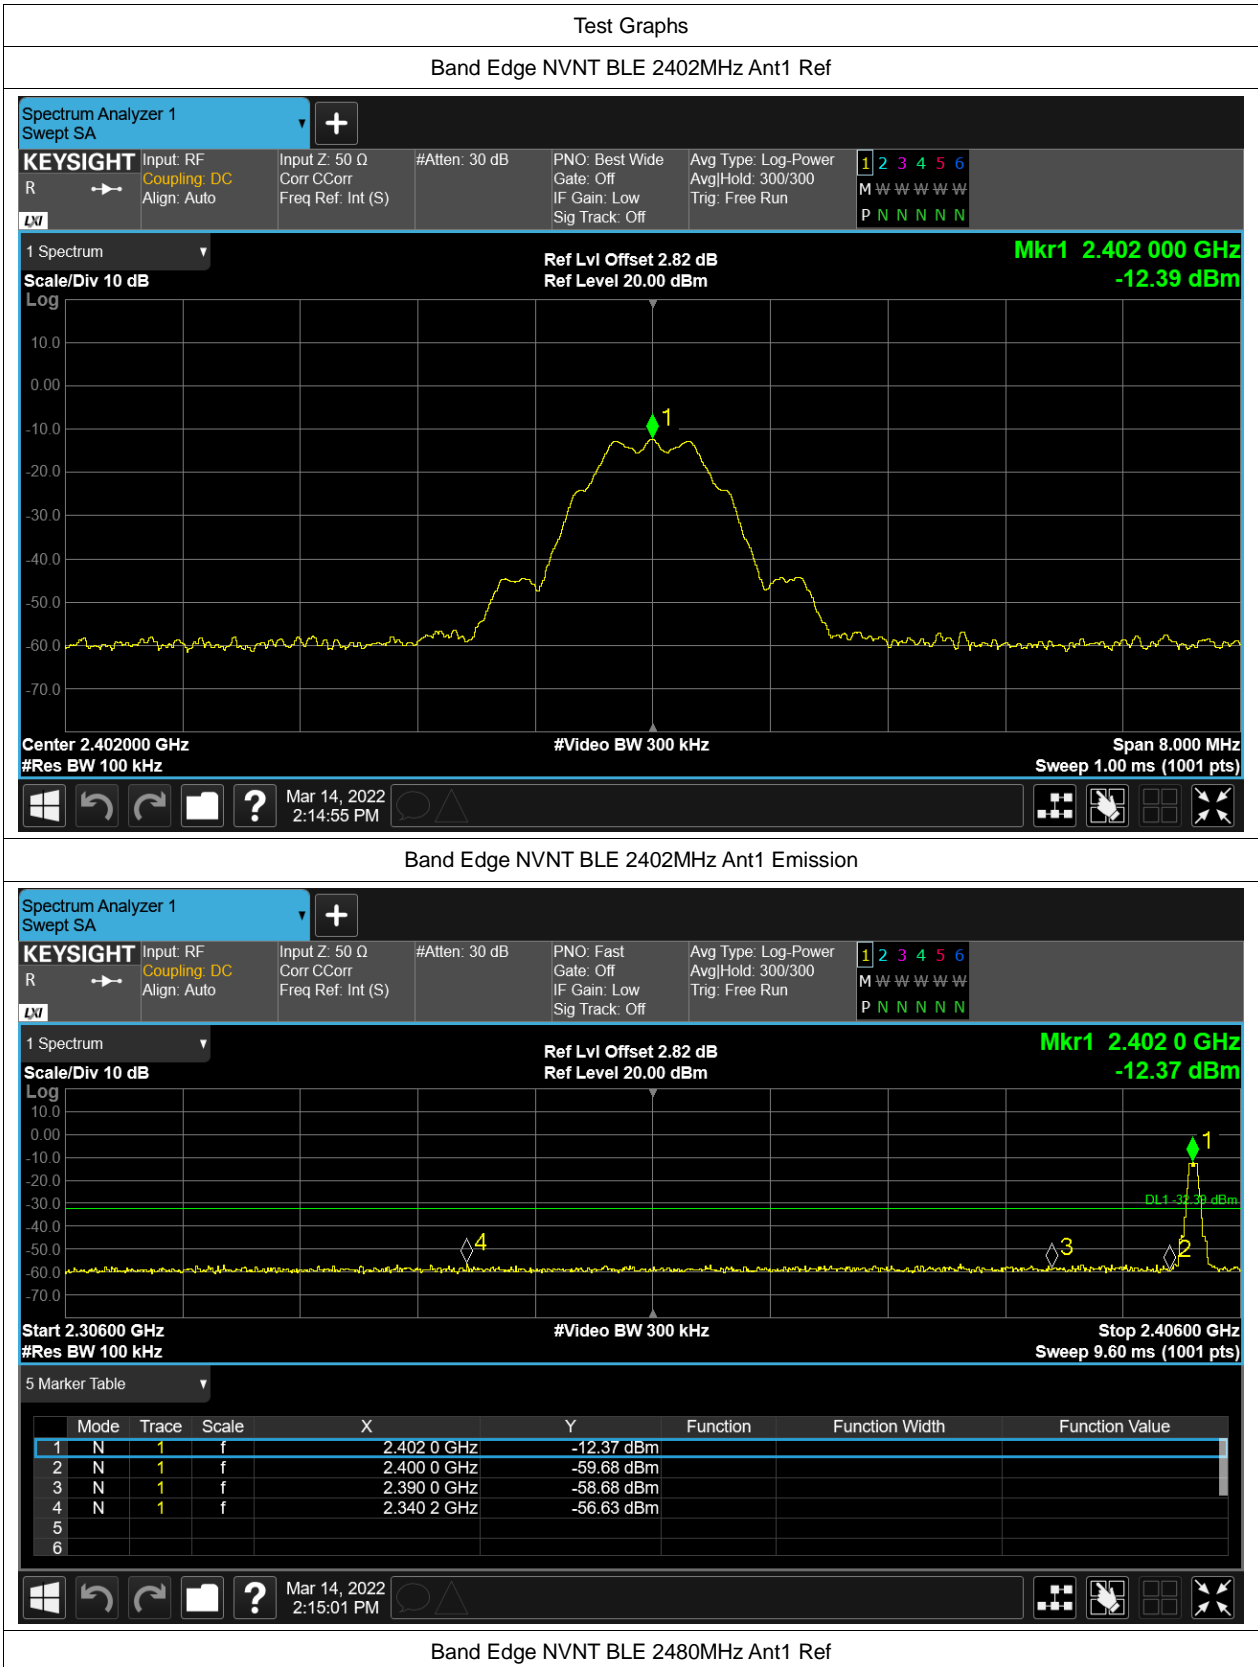 Test Graphs
Band Edge NVNT BLE 2402MHz Ant1 Ref
Spectrum Analyzer 1
Swept SA
KEYSIGHT Input: RF Input Z: 50 Ω #Atten: 30 dB PNO: Best Wide Avg Type: Log-Power 1 2 3 4 5 6
R Coupling: DC Corr CCorr Gate: Off Avg|Hold: 300/300 M W W W W W
Align: Auto Freq Ref: Int (S) IF Gain: Low Trig: Free Run
LXI Sig Track: Off P N N N N N
1 Spectrum Ref Lvl Offset 2.82 dB Mkr1 2.402 000 GHz
Scale/Div 10 dB Ref Level 20.00 dBm -12.39 dBm
Log
10.0
0.00
-10.0
1
-20.0
-30.0
-40.0
-50.0
-60.0
-70.0
Center 2.402000 GHz #Video BW 300 kHz Span 8.000 MHz
#Res BW 100 kHz Sweep 1.00 ms (1001 pts)
? Mar 14, 2022
2:14:55 PM
Band Edge NVNT BLE 2402MHz Ant1 Emission
Spectrum Analyzer 1
Swept SA
KEYSIGHT Input: RF Input Z: 50 Ω #Atten: 30 dB PNO: Fast Avg Type: Log-Power 1 2 3 4 5 6
R Coupling: DC Corr CCorr Gate: Off Avg|Hold: 300/300 M W W W W W
Align: Auto Freq Ref: Int (S) IF Gain: Low Trig: Free Run
LXI Sig Track: Off P N N N N N
1 Spectrum Ref Lvl Offset 2.82 dB Mkr1 2.402 0 GHz
Scale/Div 10 dB Ref Level 20.00 dBm -12.37 dBm
Log
10.0
0.00
1
-10.0
-20.0
-30.0 DL1 -32.39 dBm
-40.0
-50.0 4 3 2
-60.0
-70.0
Start 2.30600 GHz #Video BW 300 kHz Stop 2.40600 GHz
#Res BW 100 kHz Sweep 9.60 ms (1001 pts)
5 Marker Table
Mode Trace Scale X Y Function Function Width Function Value
1 N 1 f 2.402 0 GHz -12.37 dBm
2 N 1 f 2.400 0 GHz -59.68 dBm
3 N 1 f 2.390 0 GHz -58.68 dBm
4 N 1 f 2.340 2 GHz -56.63 dBm
5
6
? Mar 14, 2022
2:15:01 PM
Band Edge NVNT BLE 2480MHz Ant1 Ref